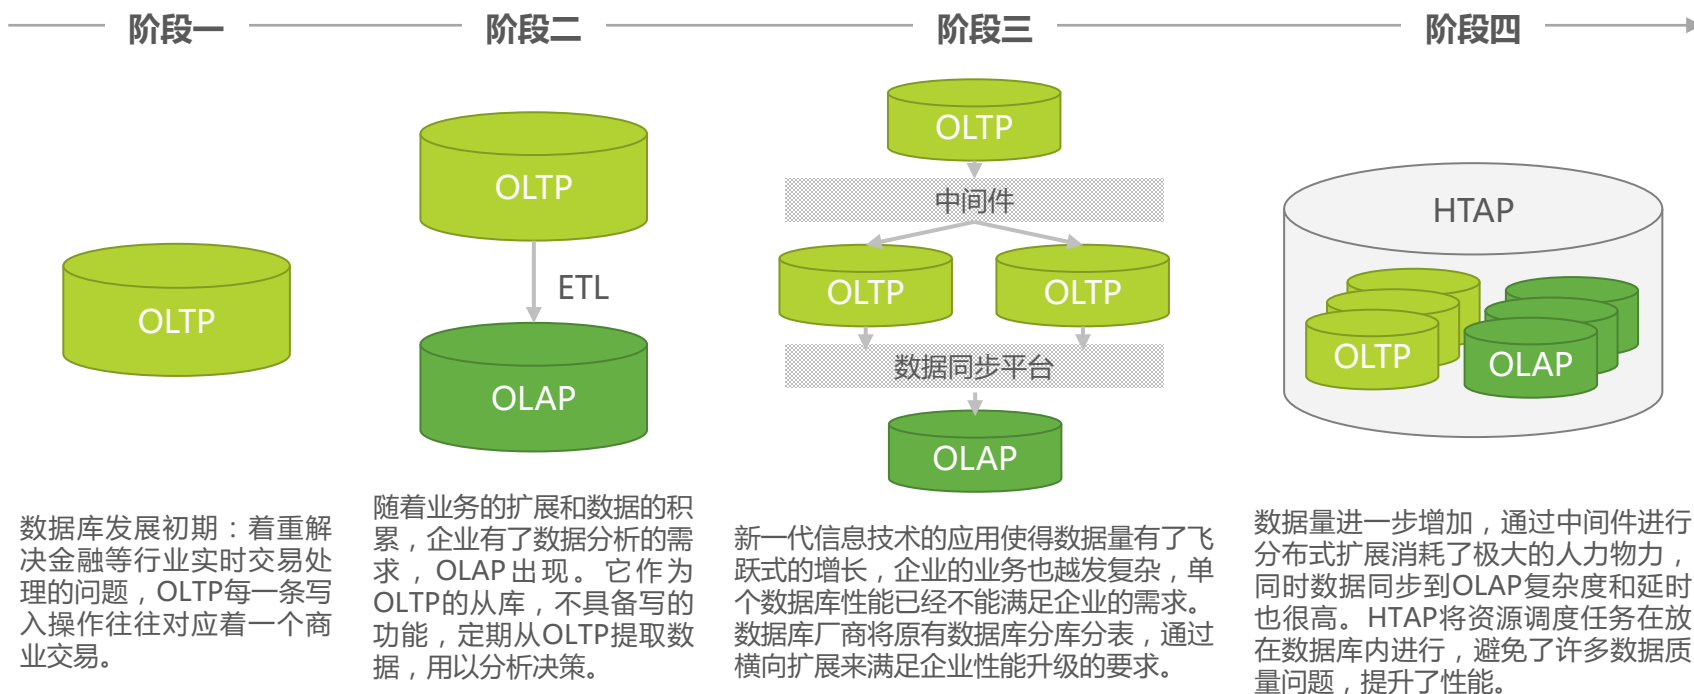 阶段一
阶段二
阶段三
阶段四
OLTP
OLTP
ETL
OLAP
OLTP
中间件
OLTP
OLTP
数据同步平台
OLAP
HTAP
OLTP
OLAP
数据库发展初期：着重解
决金融等行业实时交易处
理的问题，OLTP每一条写
入操作往往对应着一个商
业交易。
随着业务的扩展和数据的积
累，企业有了数据分析的需
求，OLAP出现。它作为
OLTP的从库，不具备写的
功能，定期从OLTP提取数
据，用以分析决策。
新一代信息技术的应用使得数据量有了飞
跃式的增长，企业的业务也越发复杂，单
个数据库性能已经不能满足企业的需求。
数据库厂商将原有数据库分库分表，通过
横向扩展来满足企业性能升级的要求。
数据量进一步增加，通过中间件进行
分布式扩展消耗了极大的人力物力，
同时数据同步到OLAP复杂度和延时
也很高。HTAP将资源调度任务在放
在数据库内进行，避免了许多数据质
量问题，提升了性能。